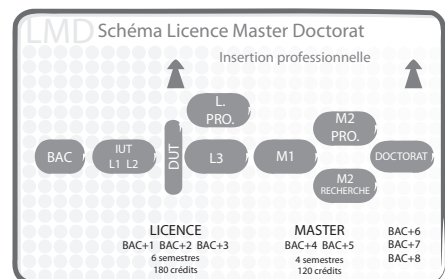 LMD Schéma Licence Master Doctorat
Insertion professionnelle
L.
PRO.
M2
PRO.
BAC
IUT
L1 L2
DUT
L3
M1
DOCTORAT
M2
RECHERCHE
LICENCE
BAC+1 BAC+2 BAC+3
6 semestres
180 crédits
MASTER
BAC+4 BAC+5
4 semestres
120 crédits
BAC+6
BAC+7
BAC+8